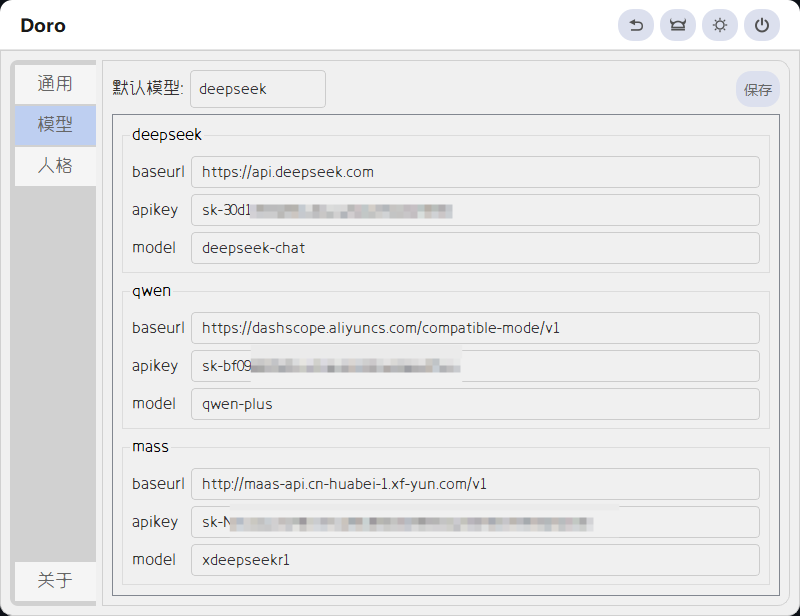 Doro
通用
模型
人格
关于
默认模型: deepseek
保存
deepseek
baseurl https://api.deepseek.com
apikey sk-30d1
model deepseek-chat
qwen
baseurl https://dashscope.aliyuncs.com/compatible-mode/v1
apikey sk-bf09
model qwen-plus
mass
baseurl http://maas-api.cn-huabei-1.xf-yun.com/v1
apikey sk-N
model xdeepseekr1